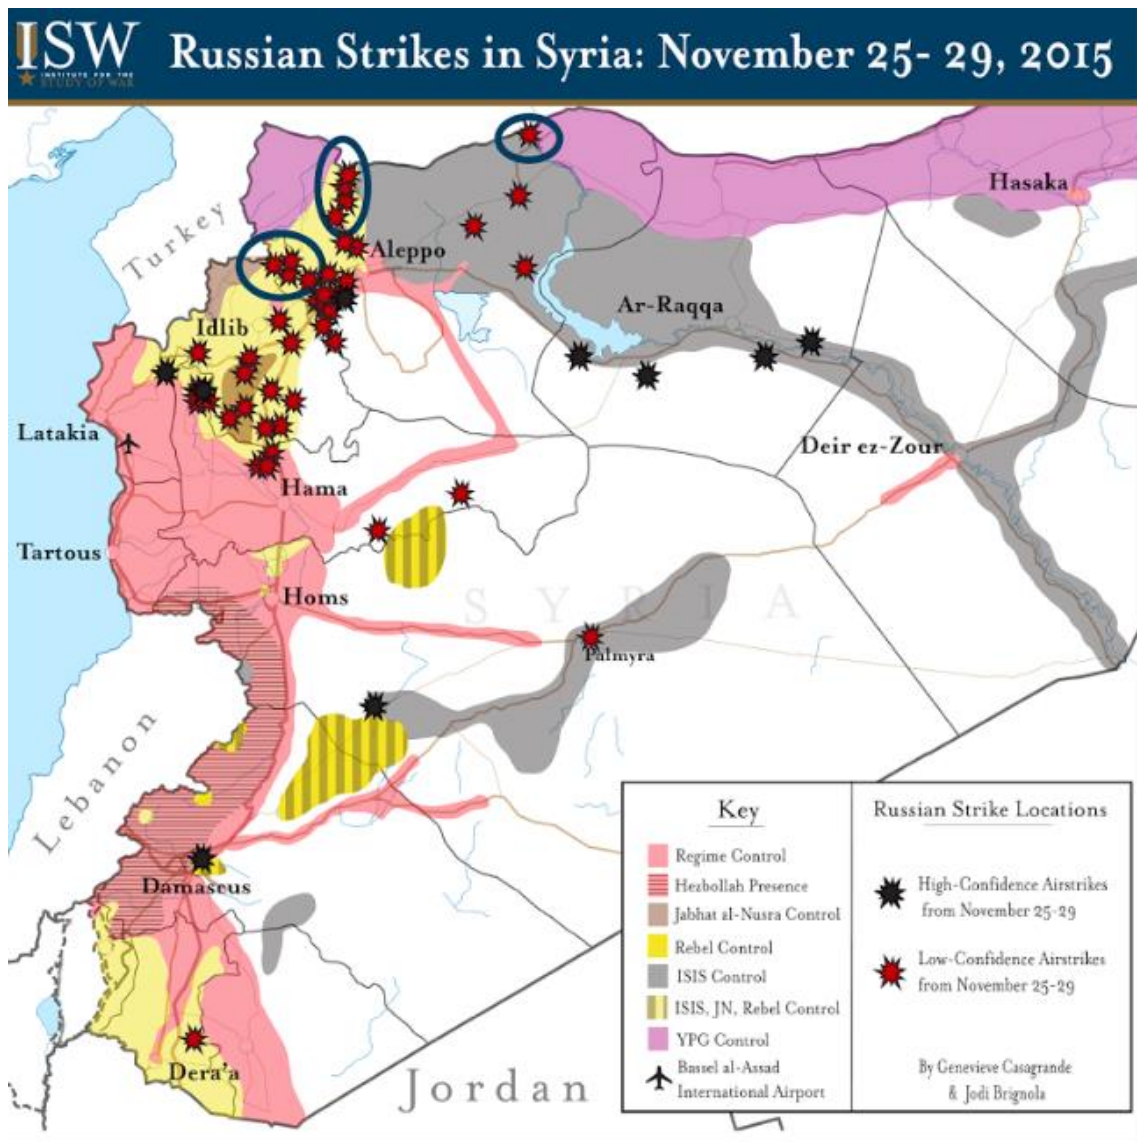 ISW
INSTITUTE FOR THE
STUDY OF WAR
Russian Strikes in Syria: November 25- 29, 2015
Turkey
Hasaka
Aleppo
Ar-Raqqa
Idlib
Latakia
Deir ez-Zour
Hama
Tartous
Homs
SYRIA
Palmyra
Lebanon
Damascus
Dera'a
Jordan
Key
Regime Control
Hezbollah Presence
Jabhat al-Nusra Control
Rebel Control
ISIS Control
ISIS, JN, Rebel Control
YPG Control
Bassel al-Assad
International Airport
Russian Strike Locations
High-Confidence Airstrikes
from November 25-29
Low-Confidence Airstrikes
from November 25-29
By Genevieve Casagrande
& Jodi Brignola